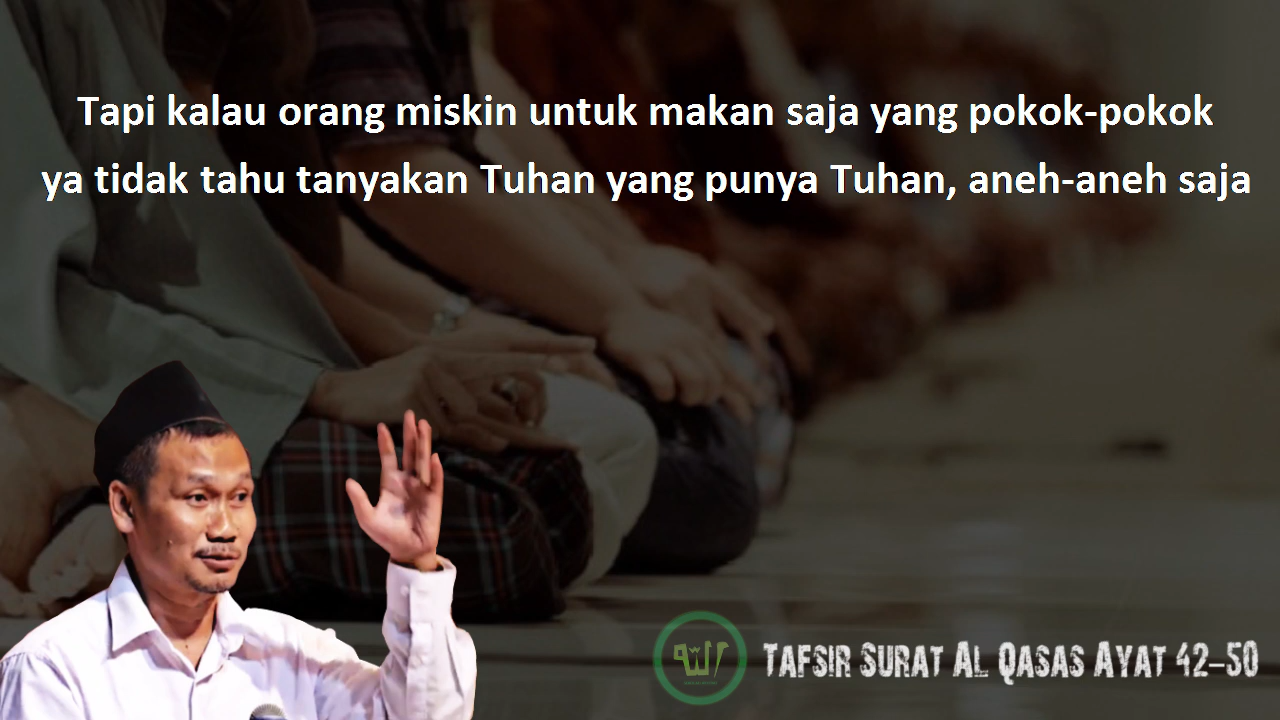 Tapi kalau orang miskin untuk makan saja yang pokok-pokok
ya tidak tahu tanyakan Tuhan yang punya Tuhan, aneh-aneh saja
Tafsir Surat Al Qasas Ayat 42-50